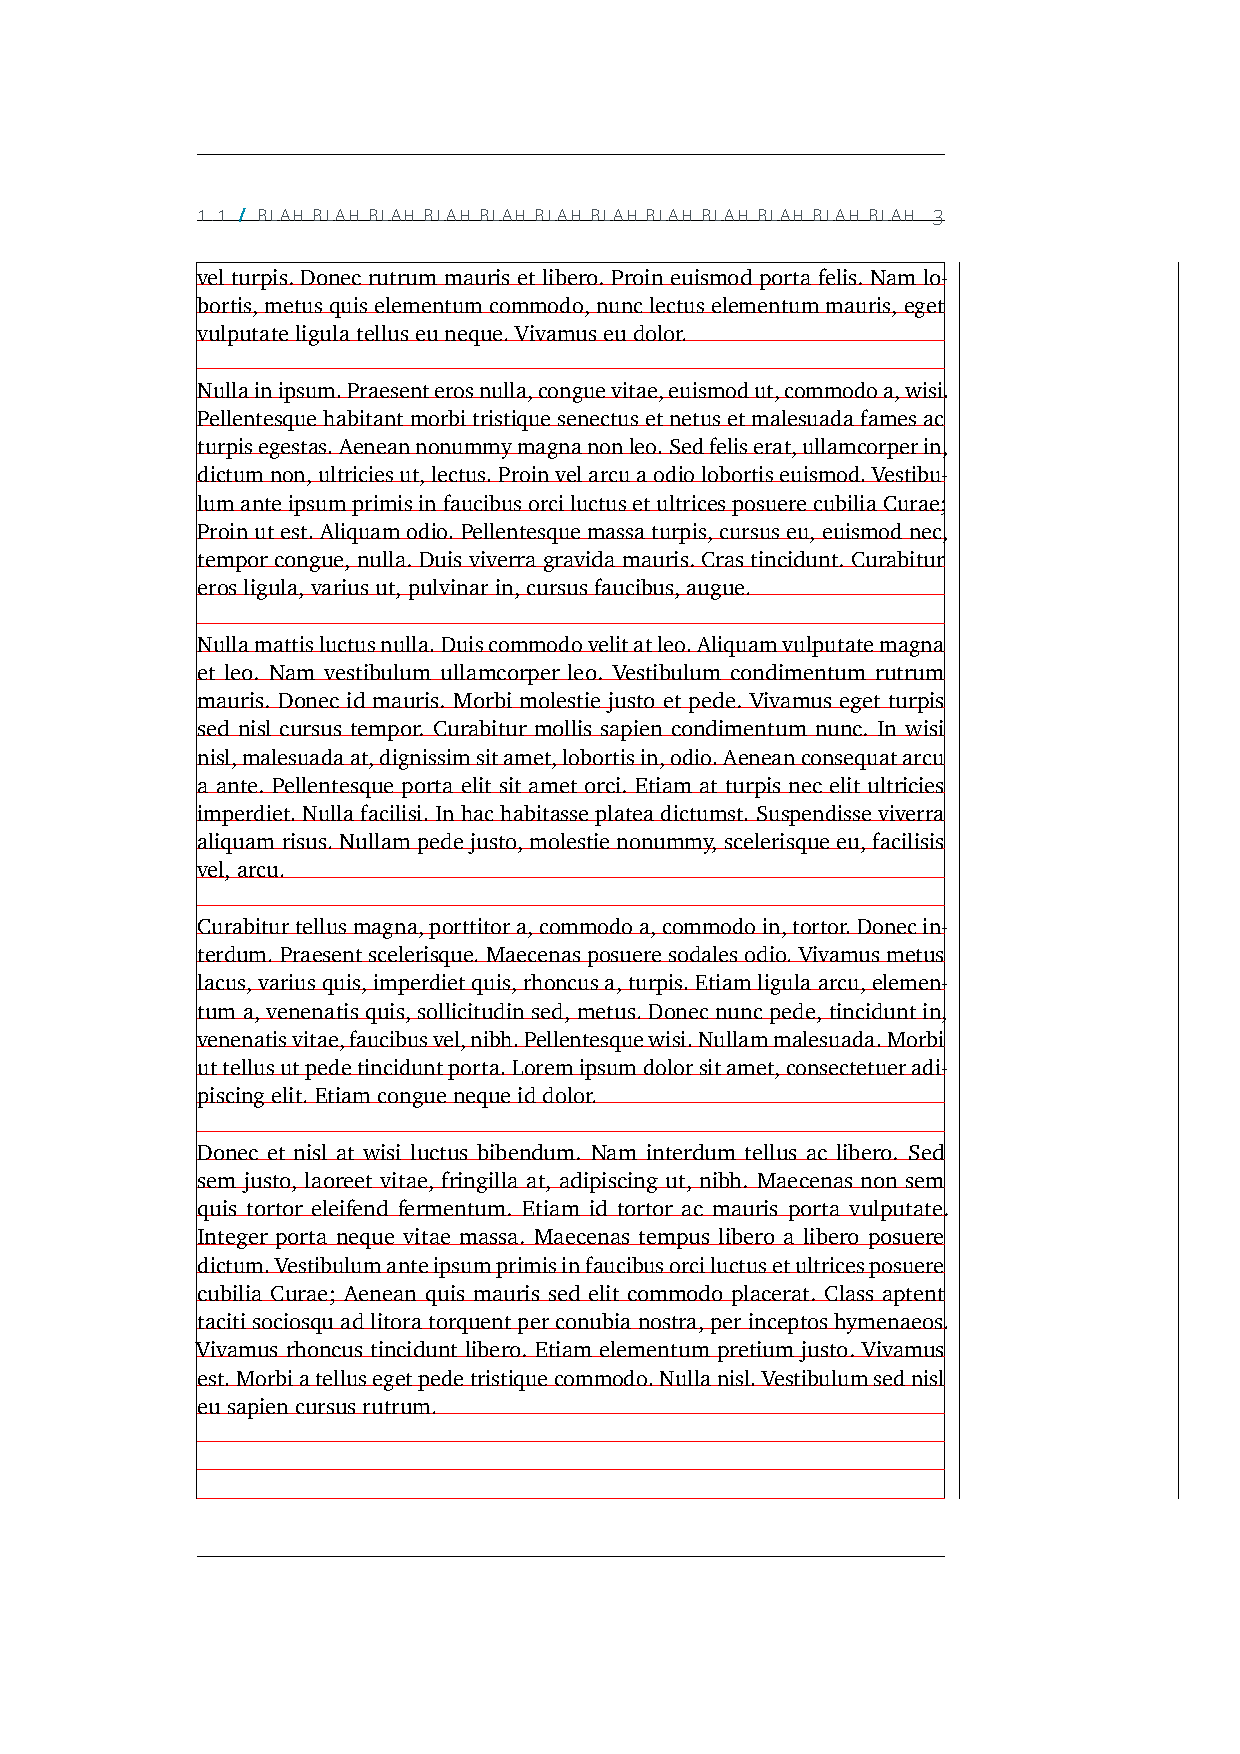 1.1 / BLAH BLAH BLAH BLAH BLAH BLAH BLAH BLAH BLAH BLAH BLAH BLAH 3
vel turpis. Donec rutrum mauris et libero. Proin euismod porta felis. Nam lo-
bortis, metus quis elementum commodo, nunc lectus elementum mauris, eget
vulputate ligula tellus eu neque. Vivamus eu dolor.
Nulla in ipsum. Praesent eros nulla, congue vitae, euismod ut, commodo a, wisi.
Pellentesque habitant morbi tristique senectus et netus et malesuada fames ac
turpis egestas. Aenean nonummy magna non leo. Sed felis erat, ullamcorper in,
dictum non, ultricies ut, lectus. Proin vel arcu a odio lobortis euismod. Vestibu-
lum ante ipsum primis in faucibus orci luctus et ultrices posuere cubilia Curae;
Proin ut est. Aliquam odio. Pellentesque massa turpis, cursus eu, euismod nec,
tempor congue, nulla. Duis viverra gravida mauris. Cras tincidunt. Curabitur
eros ligula, varius ut, pulvinar in, cursus faucibus, augue.
Nulla mattis luctus nulla. Duis commodo velit at leo. Aliquam vulputate magna
et leo. Nam vestibulum ullamcorper leo. Vestibulum condimentum rutrum
mauris. Donec id mauris. Morbi molestie justo et pede. Vivamus eget turpis
sed nisl cursus tempor. Curabitur mollis sapien condimentum nunc. In wisi
nisl, malesuada at, dignissim sit amet, lobortis in, odio. Aenean consequat arcu
a ante. Pellentesque porta elit sit amet orci. Etiam at turpis nec elit ultricies
imperdiet. Nulla facilisi. In hac habitasse platea dictumst. Suspendisse viverra
aliquam risus. Nullam pede justo, molestie nonummy, scelerisque eu, facilisis
vel, arcu.
Curabitur tellus magna, porttitor a, commodo a, commodo in, tortor. Donec in-
terdum. Praesent scelerisque. Maecenas posuere sodales odio. Vivamus metus
lacus, varius quis, imperdiet quis, rhoncus a, turpis. Etiam ligula arcu, elemen-
tum a, venenatis quis, sollicitudin sed, metus. Donec nunc pede, tincidunt in,
venenatis vitae, faucibus vel, nibh. Pellentesque wisi. Nullam malesuada. Morbi
ut tellus ut pede tincidunt porta. Lorem ipsum dolor sit amet, consectetuer adi-
piscing elit. Etiam congue neque id dolor.
Donec et nisl at wisi luctus bibendum. Nam interdum tellus ac libero. Sed
sem justo, laoreet vitae, fringilla at, adipiscing ut, nibh. Maecenas non sem
quis tortor eleifend fermentum. Etiam id tortor ac mauris porta vulputate.
Integer porta neque vitae massa. Maecenas tempus libero a libero posuere
dictum. Vestibulum ante ipsum primis in faucibus orci luctus et ultrices posuere
cubilia Curae; Aenean quis mauris sed elit commodo placerat. Class aptent
taciti sociosqu ad litora torquent per conubia nostra, per inceptos hymenaeos.
Vivamus rhoncus tincidunt libero. Etiam elementum pretium justo. Vivamus
est. Morbi a tellus eget pede tristique commodo. Nulla nisl. Vestibulum sed nisl
eu sapien cursus rutrum.